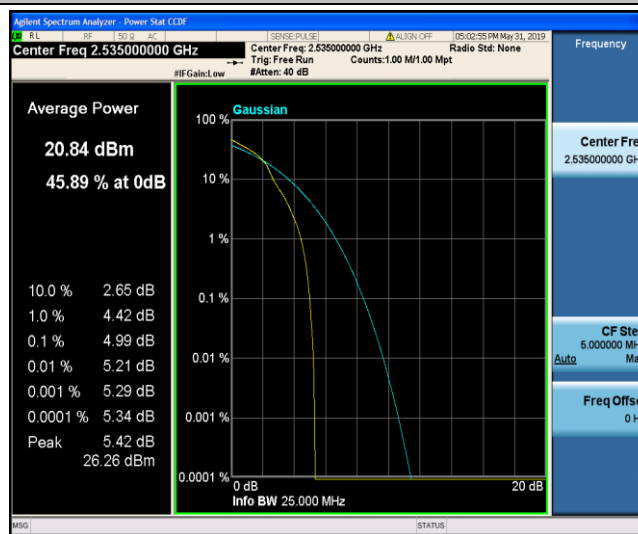 Agilent Spectrum Analyzer - Power Stat CCDF
RL RF 50 Ω AC SENSE:PULSE ALIGN OFF 05:02:55 PM May 31, 2019
Center Freq 2.535000000 GHz
Center Freq: 2.535000000 GHz Radio Std: None
Trig: Free Run Counts:1.00 M/1.00 Mpt
#IFGain:Low #Atten: 40 dB
Frequency
Average Power
20.84 dBm
45.89 % at 0dB
10.0 % 2.65 dB
1.0 % 4.42 dB
0.1 % 4.99 dB
0.01 % 5.21 dB
0.001 % 5.29 dB
0.0001 % 5.34 dB
Peak 5.42 dB
26.26 dBm
Gaussian
100 %
10 %
1 %
0.1 %
0.01 %
0.001 %
0.0001 %
0 dB 20 dB
Info BW 25.000 MHz
Center Fre
2.535000000 GH
CF Ste
5.000000 MH
Auto Ma
Freq Offs
0 H
MSG STATUS